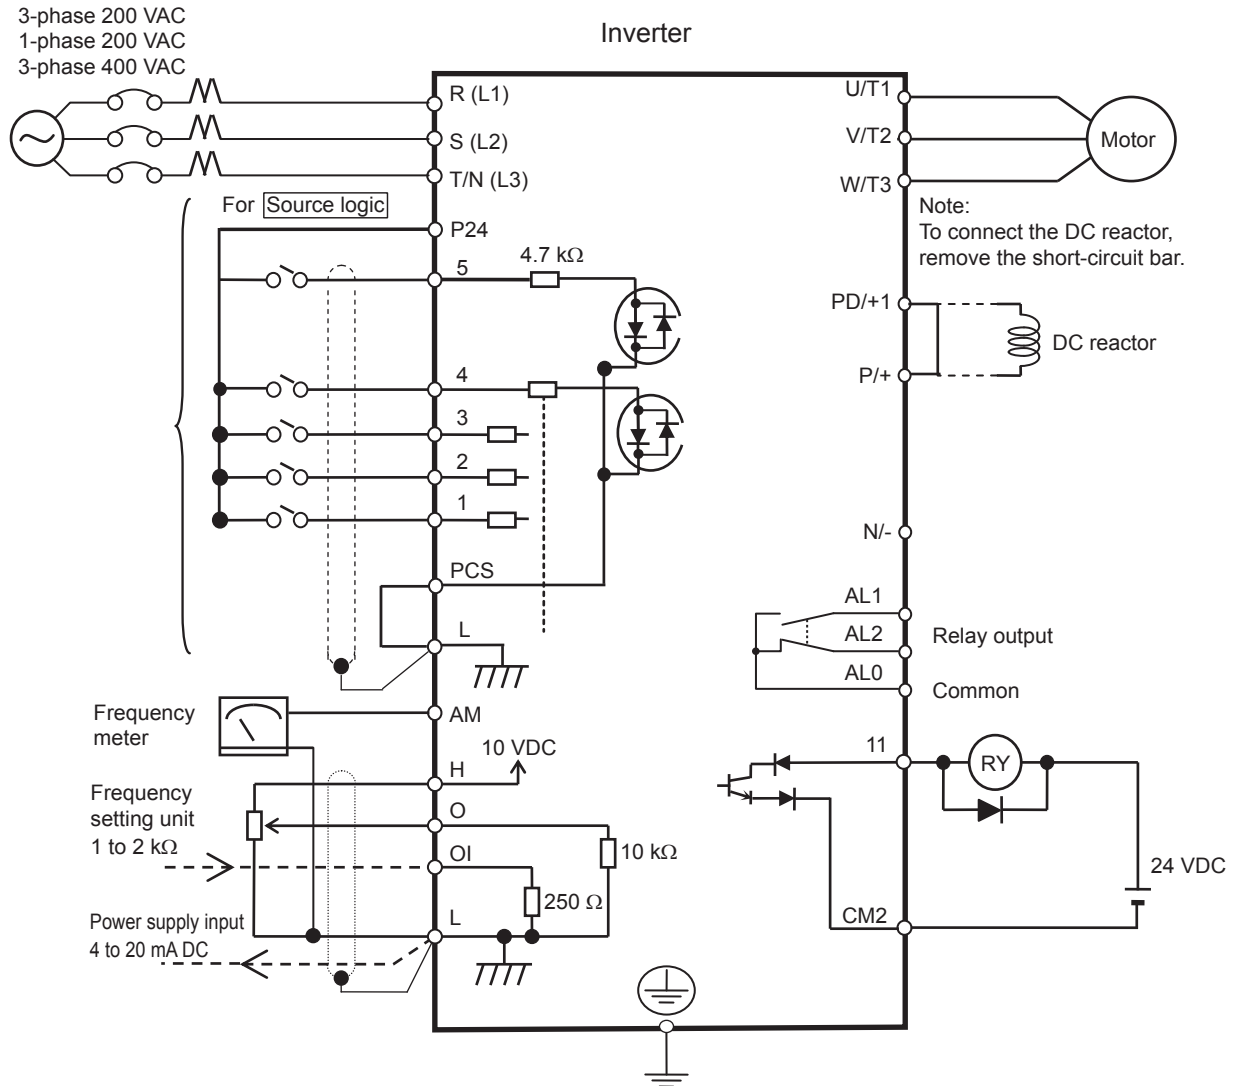 3-phase 200 VAC
1-phase 200 VAC
3-phase 400 VAC
Inverter
R (L1)
S (L2)
T/N (L3)
U/T1
V/T2
W/T3
Motor
For Source logic
P24
5
4.7 kΩ
4
3
2
1
PCS
L
Note:
To connect the DC reactor,
remove the short-circuit bar.
PD/+1
P/+
DC reactor
N/-
AL1
AL2
AL0
Relay output
Common
Frequency
meter
AM
H
10 VDC
Frequency
setting unit
1 to 2 kΩ
O
OI
10 kΩ
250 Ω
Power supply input
4 to 20 mA DC
L
11
RY
24 VDC
CM2